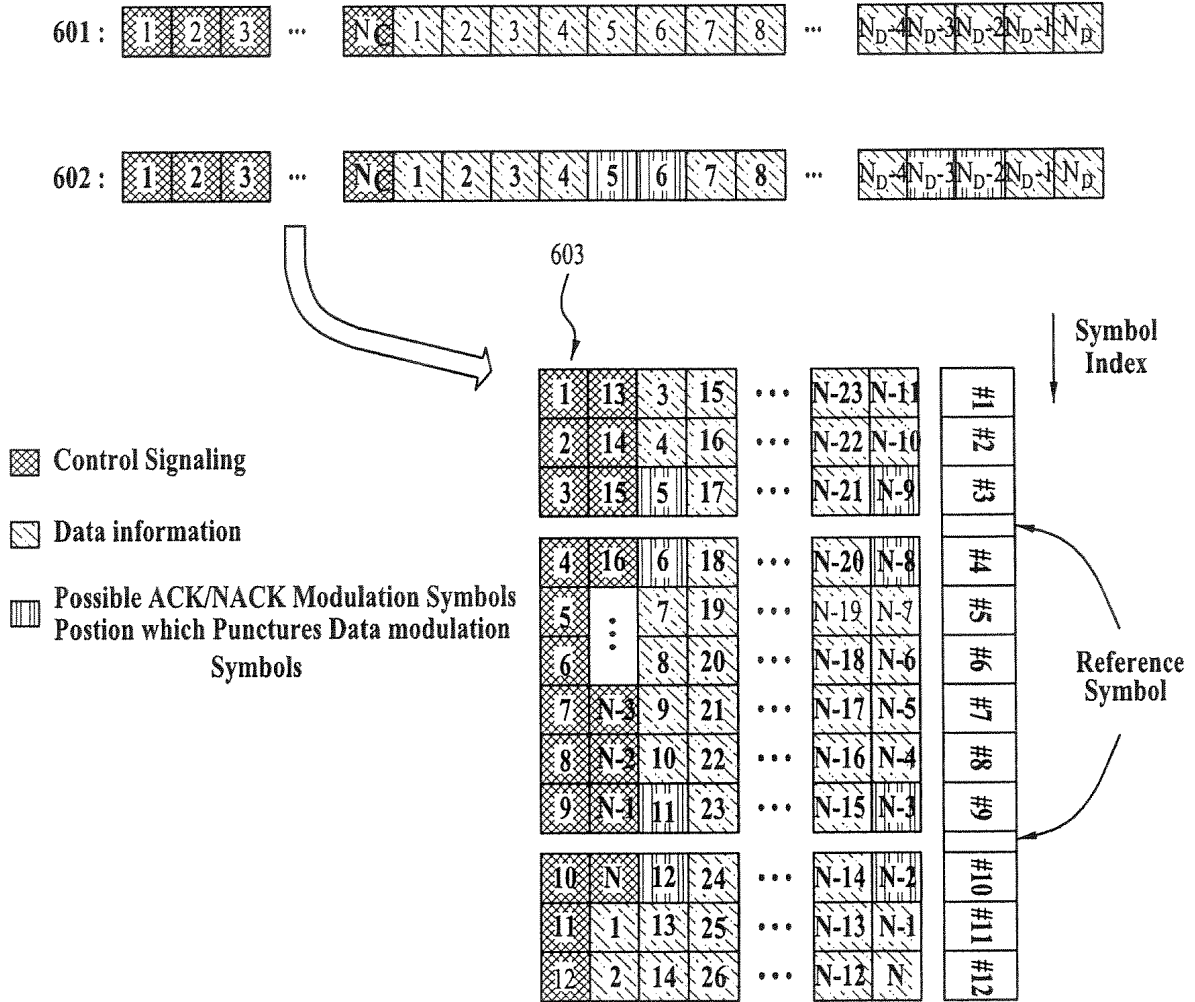 601 : 1 2 3 ... NC 1 2 3 4 5 6 7 8 ... ND-4 ND-3 ND-2 ND-1 ND
602 : 1 2 3 ... NC 1 2 3 4 5 6 7 8 ... ND-4 ND-3 ND-2 ND-1 ND
603
Symbol
Index
1 13 3 15 ... N-23 N-11 #1
2 14 4 16 ... N-22 N-10 #2
3 15 5 17 ... N-21 N-9 #3
4 16 6 18 ... N-20 N-8 #4
5 ... 7 19 ... N-19 N-7 #5
6 8 20 ... N-18 N-6 #6
7 N-3 9 21 ... N-17 N-5 #7
8 N-2 10 22 ... N-16 N-4 #8
9 N-1 11 23 ... N-15 N-3 #9
10 N 12 24 ... N-14 N-2 #10
11 1 13 25 ... N-13 N-1 #11
12 2 14 26 ... N-12 N #12
Control Signaling
Data information
Possible ACK/NACK Modulation Symbols
Postion which Punctures Data modulation
Symbols
Reference
Symbol